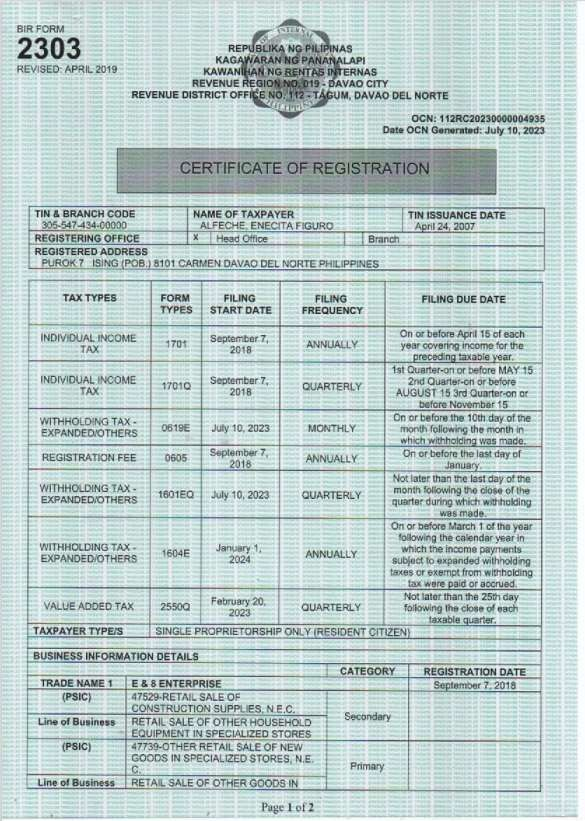 BIR FORM
2303
REVISED: APRIL 2019
REPUBLIKA NG PILIPINAS
KAGAWARAN NG PANANALAPI
KAWANIHAN NG RENTAS INTERNAS
REVENUE REGION NO. 019 - DAVAO CITY
REVENUE DISTRICT OFFICE NO. 112 - TAGUM, DAVAO DEL NORTE
OCN: 112RC20230000004935
Date OCN Generated: July 10, 2023
CERTIFICATE OF REGISTRATION
TIN & BRANCH CODE NAME OF TAXPAYER TIN ISSUANCE DATE
305-547-434-00000 ALFECHE, ENECITA FIGURO April 24, 2007
REGISTERING OFFICE X Head Office Branch
REGISTERED ADDRESS
PUROK 7 ISING (POB.) 8101 CARMEN DAVAO DEL NORTE PHILIPPINES
TAX TYPES FORM TYPES FILING START DATE FILING FREQUENCY FILING DUE DATE
INDIVIDUAL INCOME TAX 1701 September 7, 2018 ANNUALLY On or before April 15 of each year covering income for the preceding taxable year.
INDIVIDUAL INCOME TAX 1701Q September 7, 2018 QUARTERLY 1st Quarter-on or before MAY 15 2nd Quarter-on or before AUGUST 15 3rd Quarter-on or before November 15
WITHHOLDING TAX - EXPANDED/OTHERS 0619E July 10, 2023 MONTHLY On or before the 10th day of the month following the month in which withholding was made.
REGISTRATION FEE 0605 September 7, 2018 ANNUALLY On or before the last day of January.
WITHHOLDING TAX - EXPANDED/OTHERS 1601EQ July 10, 2023 QUARTERLY Not later than the last day of the month following the close of the quarter during which withholding was made.
WITHHOLDING TAX - EXPANDED/OTHERS 1604E January 1, 2024 ANNUALLY On or before March 1 of the year following the calendar year in which the income payments subject to expanded withholding taxes or exempt from withholding tax were paid or accrued.
VALUE ADDED TAX 2550Q February 20, 2023 QUARTERLY Not later than the 25th day following the close of each taxable quarter.
TAXPAYER TYPE/S SINGLE PROPRIETORSHIP ONLY (RESIDENT CITIZEN)
BUSINESS INFORMATION DETAILS
CATEGORY REGISTRATION DATE
TRADE NAME 1 E & 8 ENTERPRISE September 7, 2018
(PSIC) 47529-RETAIL SALE OF CONSTRUCTION SUPPLIES, N.E.C. Secondary
Line of Business RETAIL SALE OF OTHER HOUSEHOLD EQUIPMENT IN SPECIALIZED STORES
(PSIC) 47739-OTHER RETAIL SALE OF NEW GOODS IN SPECIALIZED STORES, N.E. C. Primary
Line of Business RETAIL SALE OF OTHER GOODS IN
Page 1 of 2